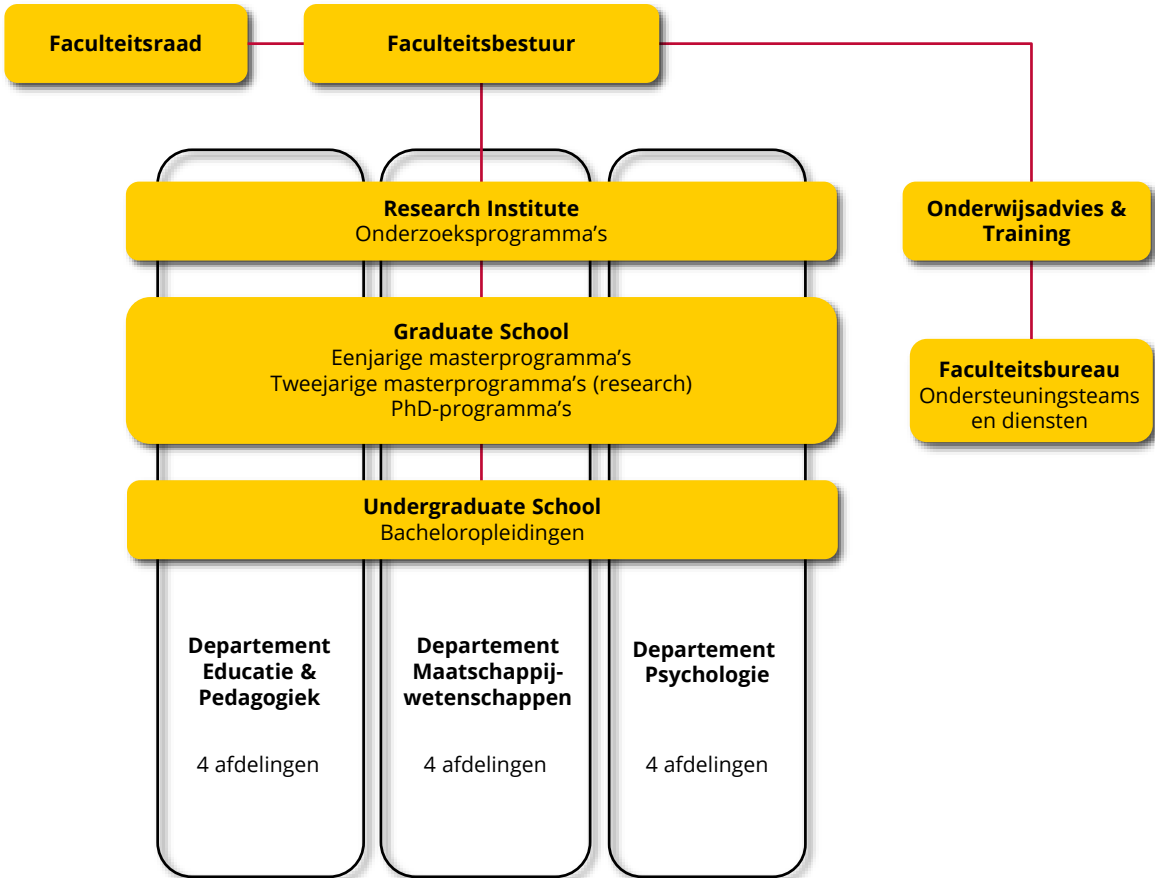 Faculteitsraad
Faculteitsbestuur
Research Institute
Onderzoeksprogramma’s
Onderwijsadvies &
Training
Graduate School
Eenjarige masterprogramma’s
Tweejarige masterprogramma’s (research)
PhD-programma’s
Faculteitsbureau
Ondersteuningsteams
en diensten
Undergraduate School
Bacheloropleidingen
Departement
Educatie &
Pedagogiek
4 afdelingen
Departement
Maatschappij-
wetenschappen
4 afdelingen
Departement
Psychologie
4 afdelingen